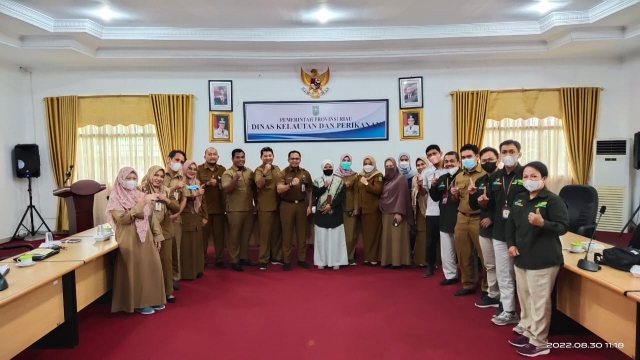 PEMERINTAH PROVINSI RIAU
DINAS KELAUTAN DAN PERIKANAN
2022.08.30 11:18